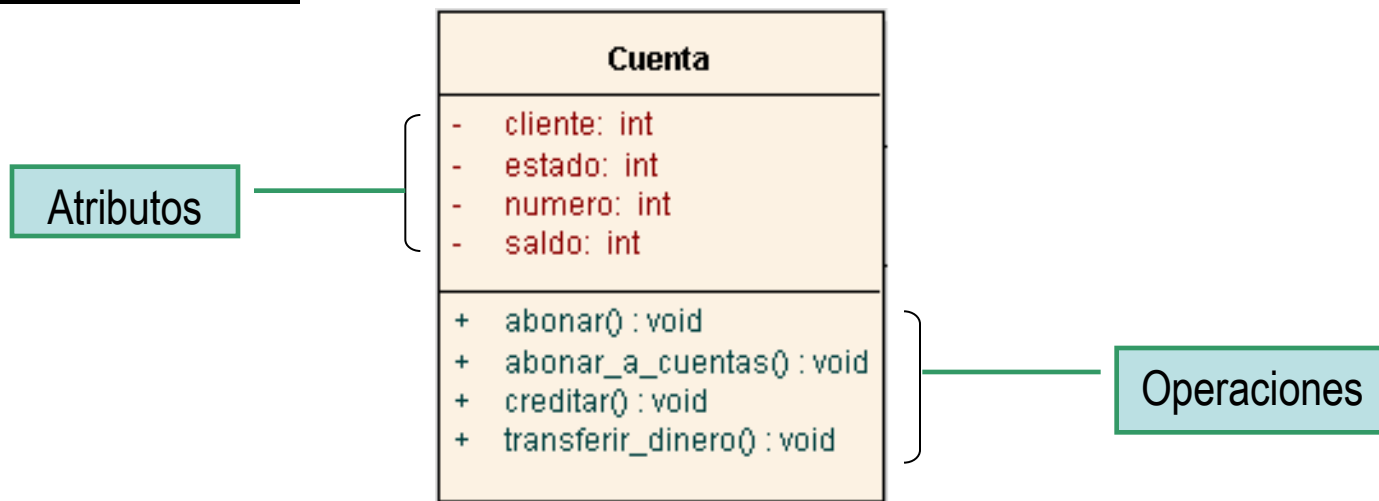 Cuenta
- cliente: int
- estado: int
- numero: int
- saldo: int
Atributos
+ abonar() : void
+ abonar_a_cuentas() : void
+ creditar() : void
+ transferir_dinero() : void
Operaciones